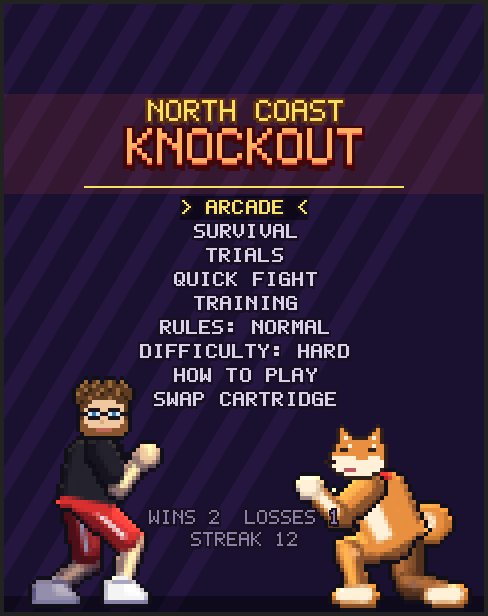 NORTH COAST
KNOCKOUT
> ARCADE <
SURVIVAL
TRIALS
QUICK FIGHT
TRAINING
RULES: NORMAL
DIFFICULTY: HARD
HOW TO PLAY
SWAP CARTRIDGE
WINS 2  LOSSES 1
STREAK 12